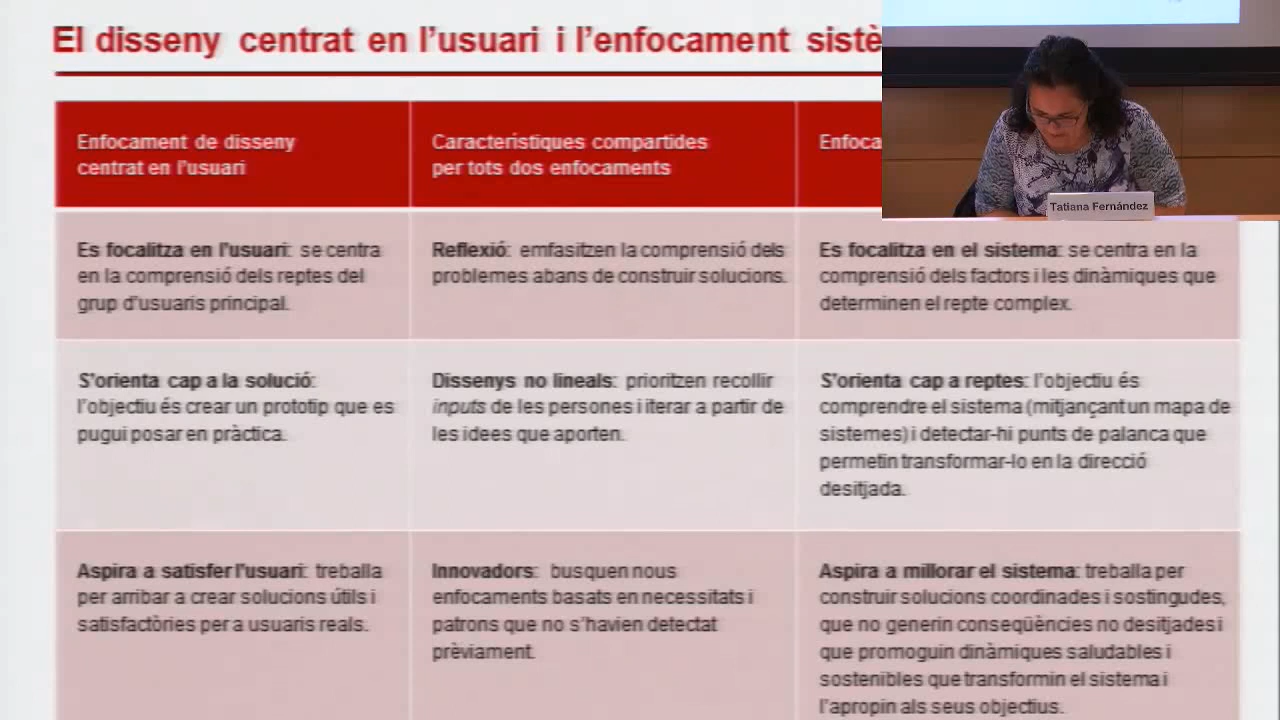 El disseny centrat en l'usuari i l'enfocament
Enfocament de disseny
centrat en l'usuari
Característiques compartides
per tots dos enfocaments
Es focalitza en l'usuari: se centra
en la comprensió dels reptes del
grup d'usuaris principal.
Reflexió: emfasitzen la comprensió dels
problemes abans de construir solucions.
Es focalitza en el sistema: se centra en la
comprensió dels factors i les dinàmiques que
determinen el repte complex.
S'orienta cap a la solució:
l'objectiu és crear un prototip que es
pugui posar en pràctica.
Dissenys no lineals: prioritzen recollir
inputs de les persones i iterar a partir de
les idees que aporten.
S'orienta cap a reptes: l'objectiu és
comprendre el sistema (mitjançant un mapa de
sistemes) i detectar-hi punts de palanca que
permetin transformar-lo en la direcció
desitjada.
Aspira a satisfer l'usuari: treballa
per arribar a crear solucions útils i
satisfactòries per a usuaris reals.
Innovadors: busquen nous
enfocaments basats en necessitats i
patrons que no s'havien detectat
prèviament.
Aspira a millorar el sistema: treballa per
construir solucions coordinades i sostingudes,
que no generin conseqüències no desitjades i
que promoguin dinàmiques saludables i
sostenibles que transformin el sistema i
l'apropin als seus objectius.
Tatiana Fernández